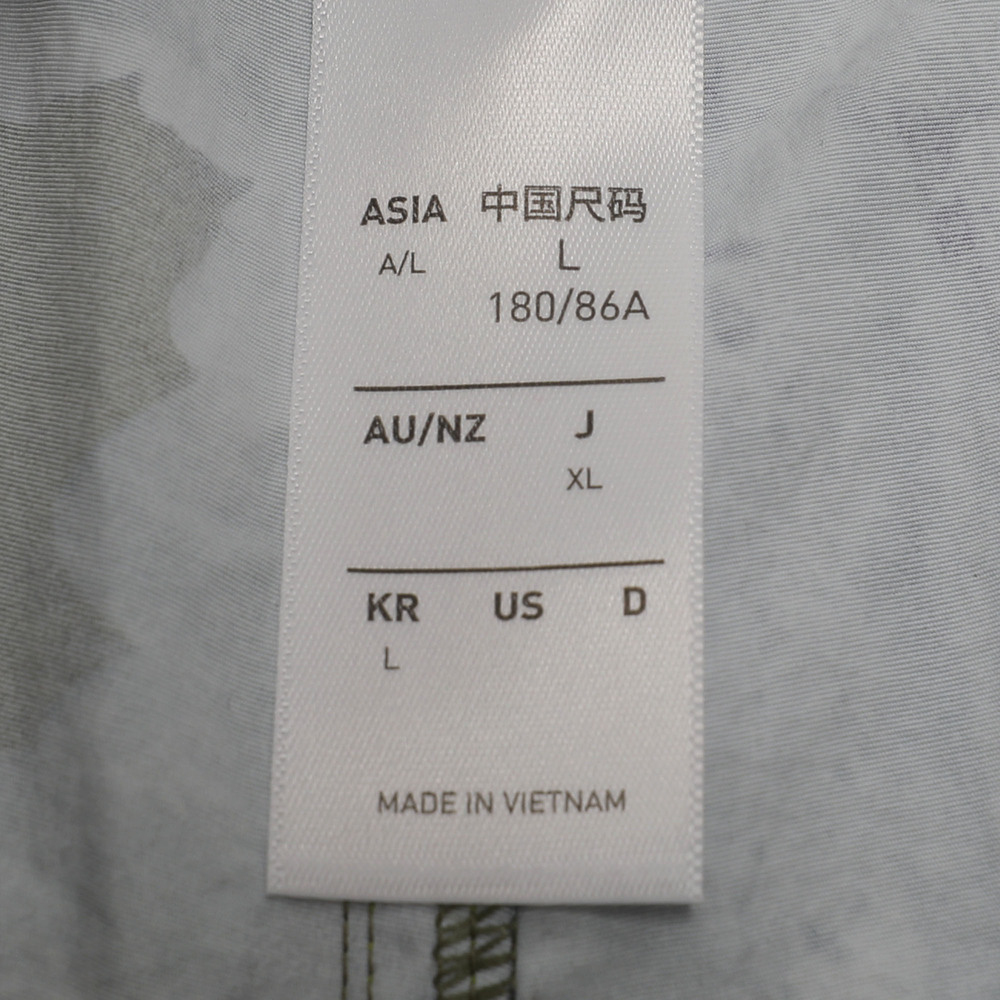 ASIA 中国尺码
A/L L
180/86A
AU/NZ J
XL
KR US D
L
MADE IN VIETNAM